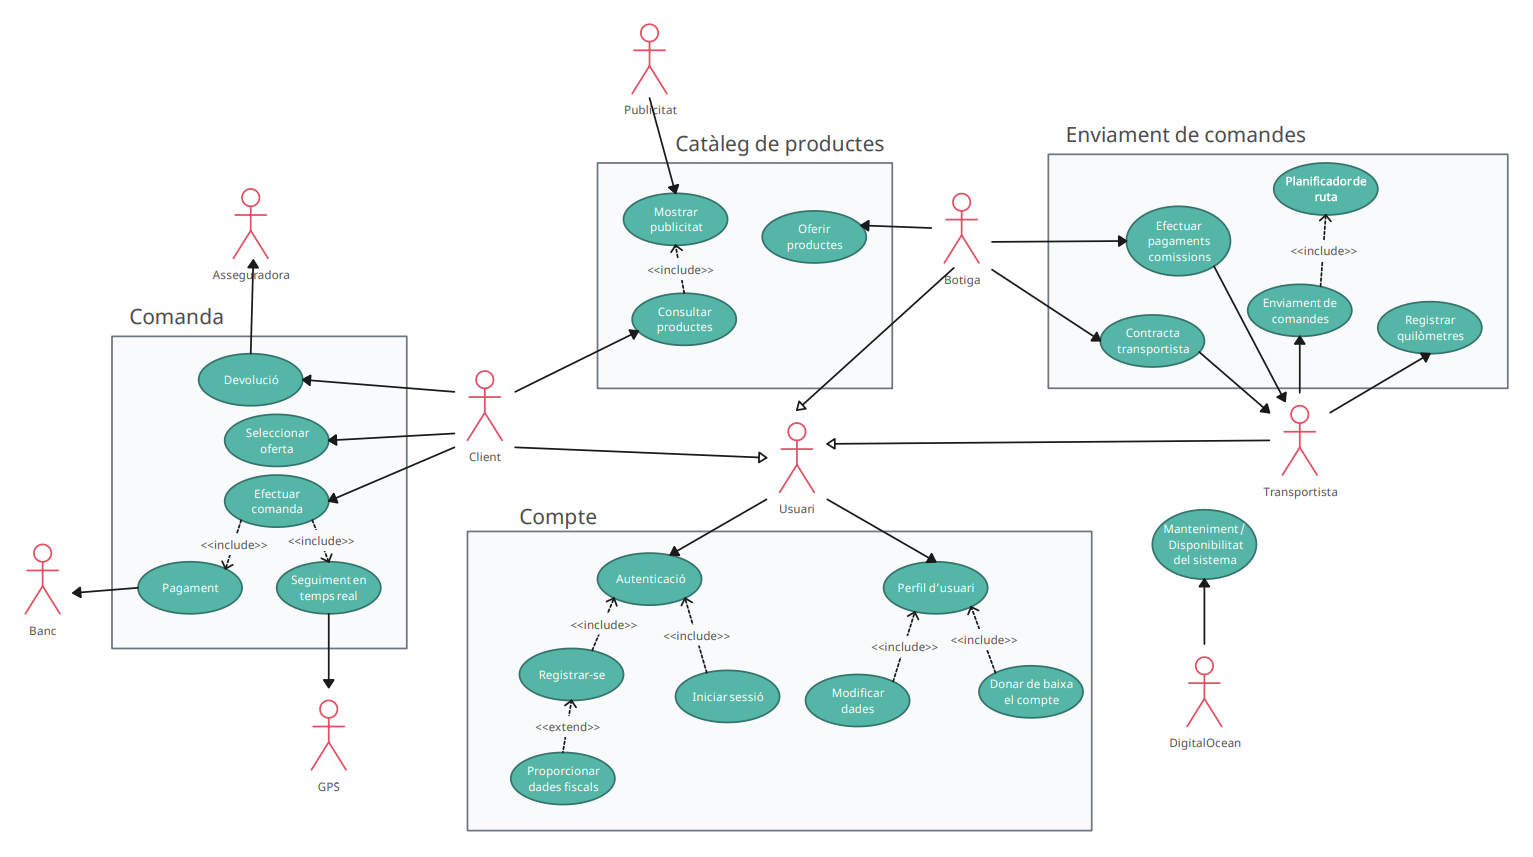 Publicitat
Catàleg de productes
Mostrar
publicitat
Oferir
productes
<<include>>
Consultar
productes
Botiga
Enviament de comandes
Planificador de
ruta
Efectuar
pagaments
comissions
<<include>>
Enviament de
comandes
Contracta
transportista
Registrar
quilòmetres
Asseguradora
Comanda
Devolució
Seleccionar
oferta
Efectuar
comanda
<<include>>
<<include>>
Pagament
Seguiment en
temps real
Banc
GPS
Client
Usuari
Transportista
Compte
Autenticació
Perfil d'usuari
<<include>>
<<include>>
<<include>>
<<include>>
Registrar-se
Iniciar sessió
Modificar
dades
Donar de baixa
el compte
<<extend>>
Proporcionar
dades fiscals
Manteniment /
Disponibilitat
del sistema
DigitalOcean